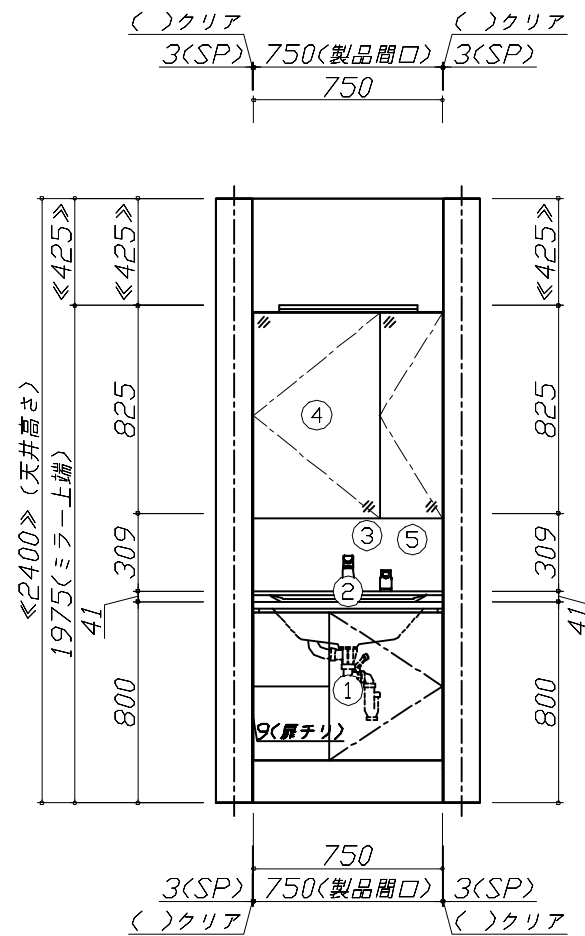 ( )クリア
( )クリア
3(SP)
750(製品間口)
3(SP)
750
≪425≫
≪425≫
≪425≫
≪2400≫(天井高さ)
1975(ミラー上端)
825
825
309
309
41
41
800
800
4
3
5
2
1
9(扉チリ)
750
3(SP)
750(製品間口)
3(SP)
( )クリア
( )クリア